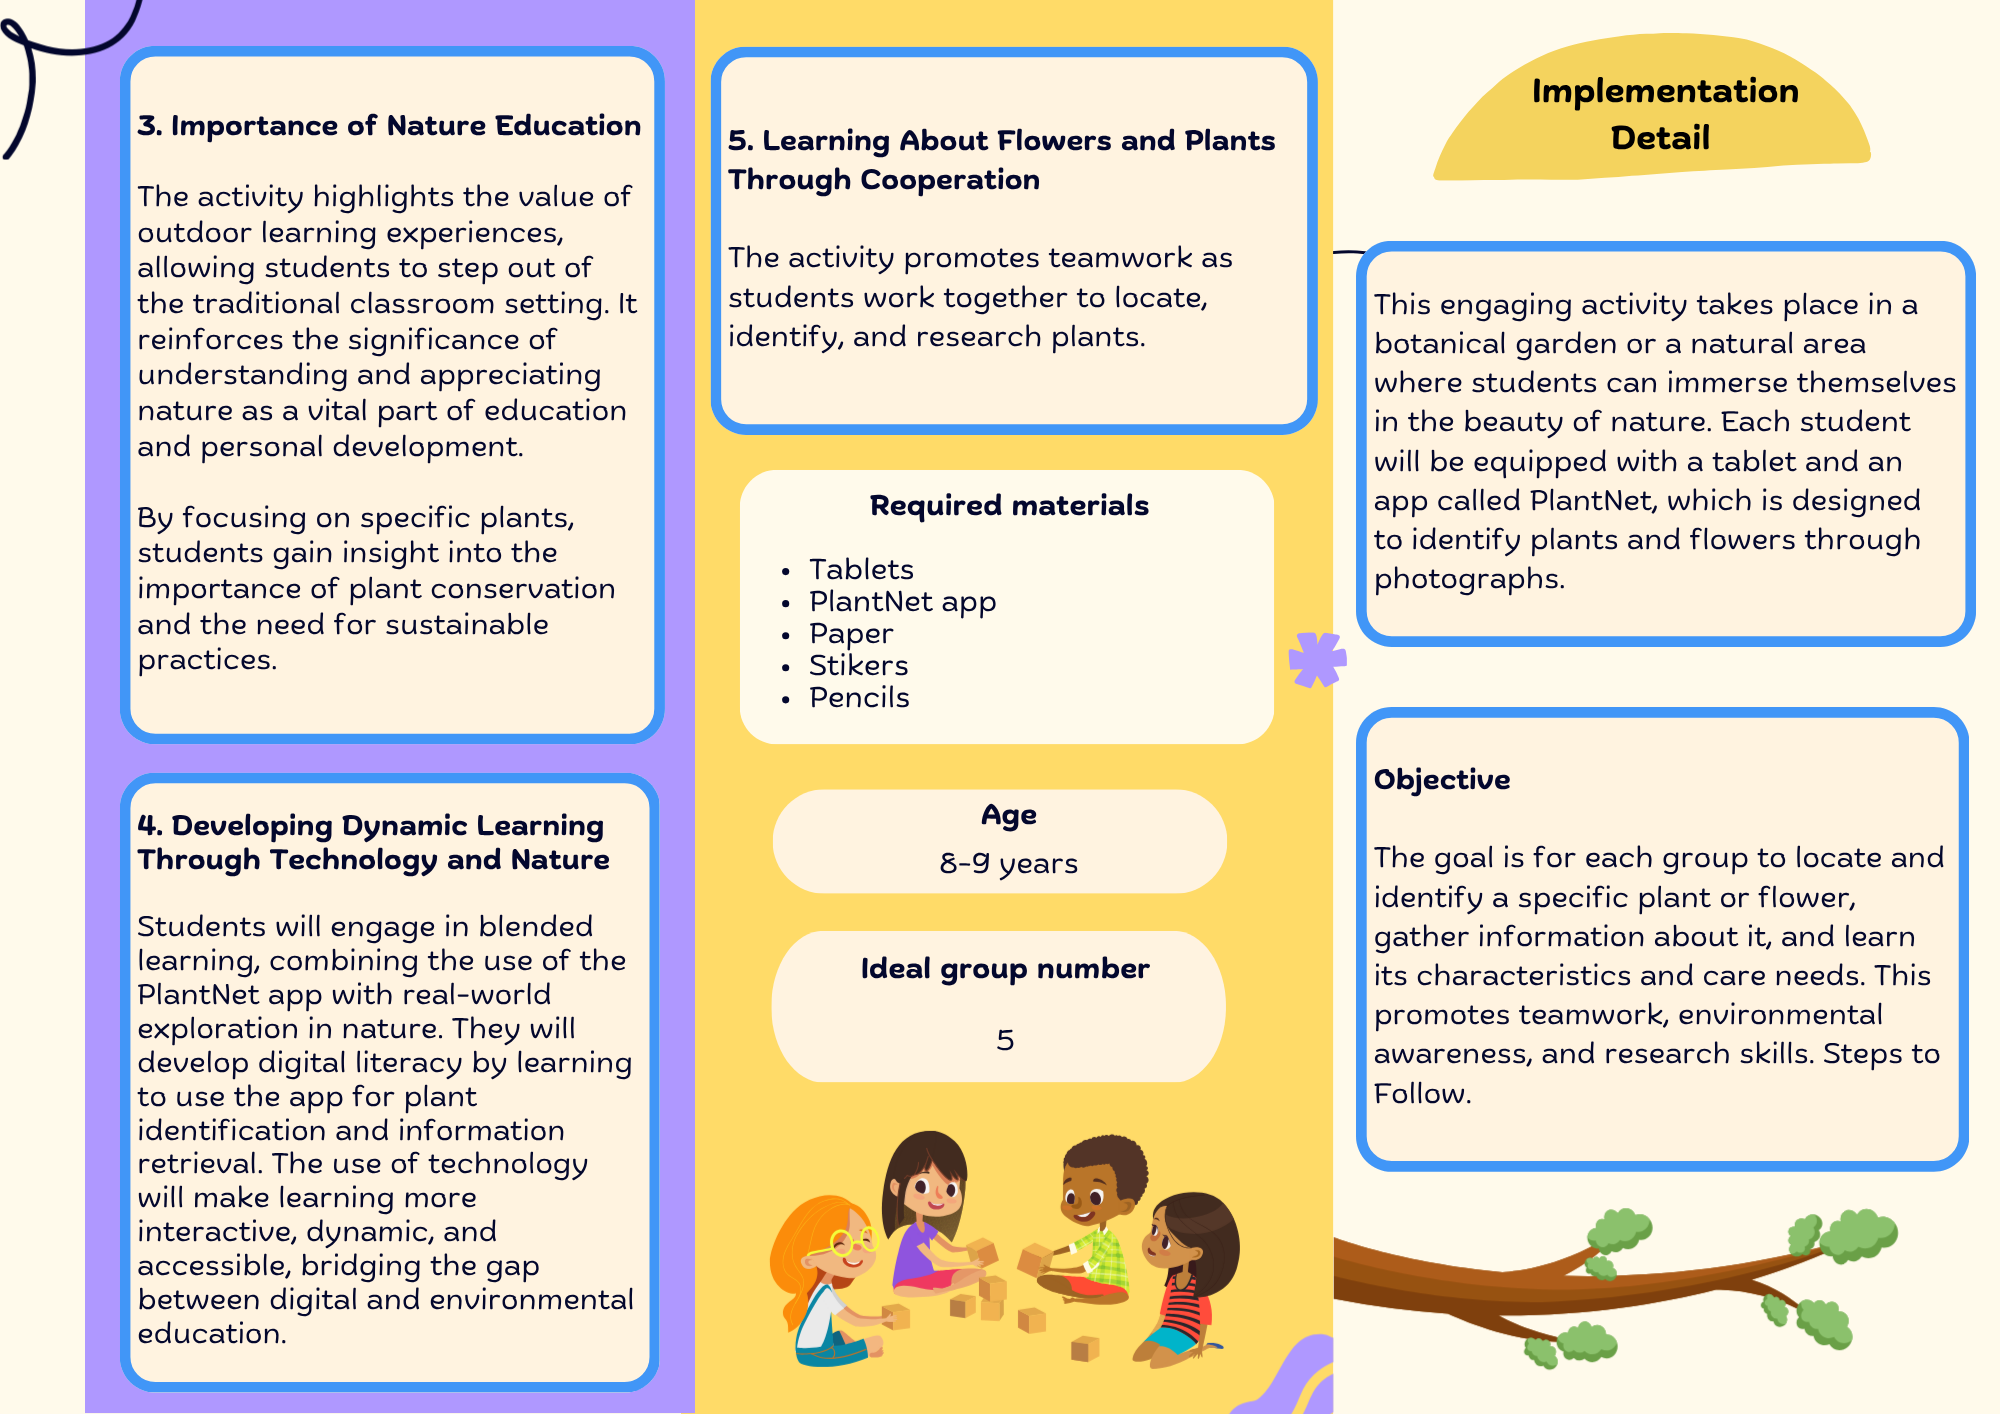 3. Importance of Nature Education
The activity highlights the value of
outdoor learning experiences,
allowing students to step out of
the traditional classroom setting. It
reinforces the significance of
understanding and appreciating
nature as a vital part of education
and personal development.
By focusing on specific plants,
students gain insight into the
importance of plant conservation
and the need for sustainable
practices.
4. Developing Dynamic Learning
Through Technology and Nature
Students will engage in blended
learning, combining the use of the
PlantNet app with real-world
exploration in nature. They will
develop digital literacy by learning
to use the app for plant
identification and information
retrieval. The use of technology
will make learning more
interactive, dynamic, and
accessible, bridging the gap
between digital and environmental
education.
5. Learning About Flowers and Plants
Through Cooperation
The activity promotes teamwork as
students work together to locate,
identify, and research plants.
Required materials
• Tablets
• PlantNet app
• Paper
• Stikers
• Pencils
Age
8-9 years
Ideal group number
5
Implementation
Detail
This engaging activity takes place in a
botanical garden or a natural area
where students can immerse themselves
in the beauty of nature. Each student
will be equipped with a tablet and an
app called PlantNet, which is designed
to identify plants and flowers through
photographs.
Objective
The goal is for each group to locate and
identify a specific plant or flower,
gather information about it, and learn
its characteristics and care needs. This
promotes teamwork, environmental
awareness, and research skills. Steps to
Follow.